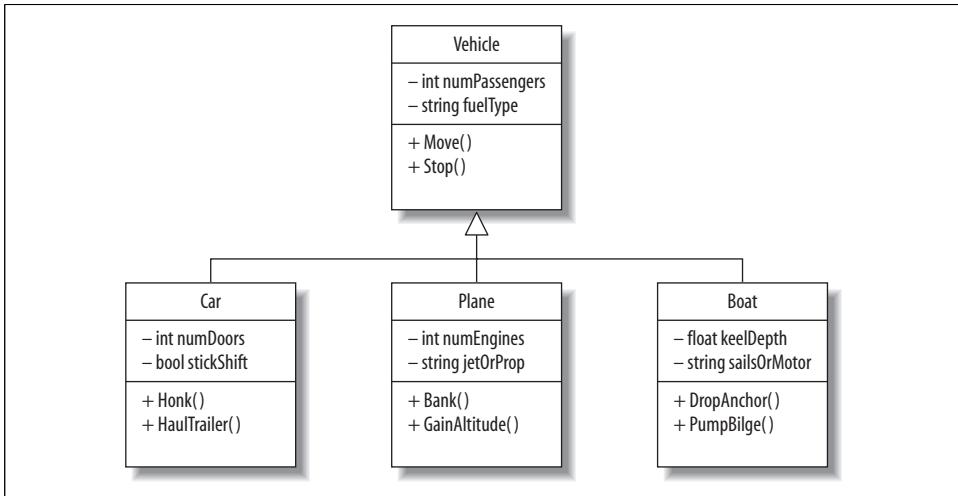 Vehicle
– int numPassengers
– string fuelType
+ Move()
+ Stop()
Car
– int numDoors
– bool stickShift
+ Honk()
+ HaulTrailer()
Plane
– int numEngines
– string jetOrProp
+ Bank()
+ GainAltitude()
Boat
– float keelDepth
– string sailsOrMotor
+ DropAnchor()
+ PumpBilge()